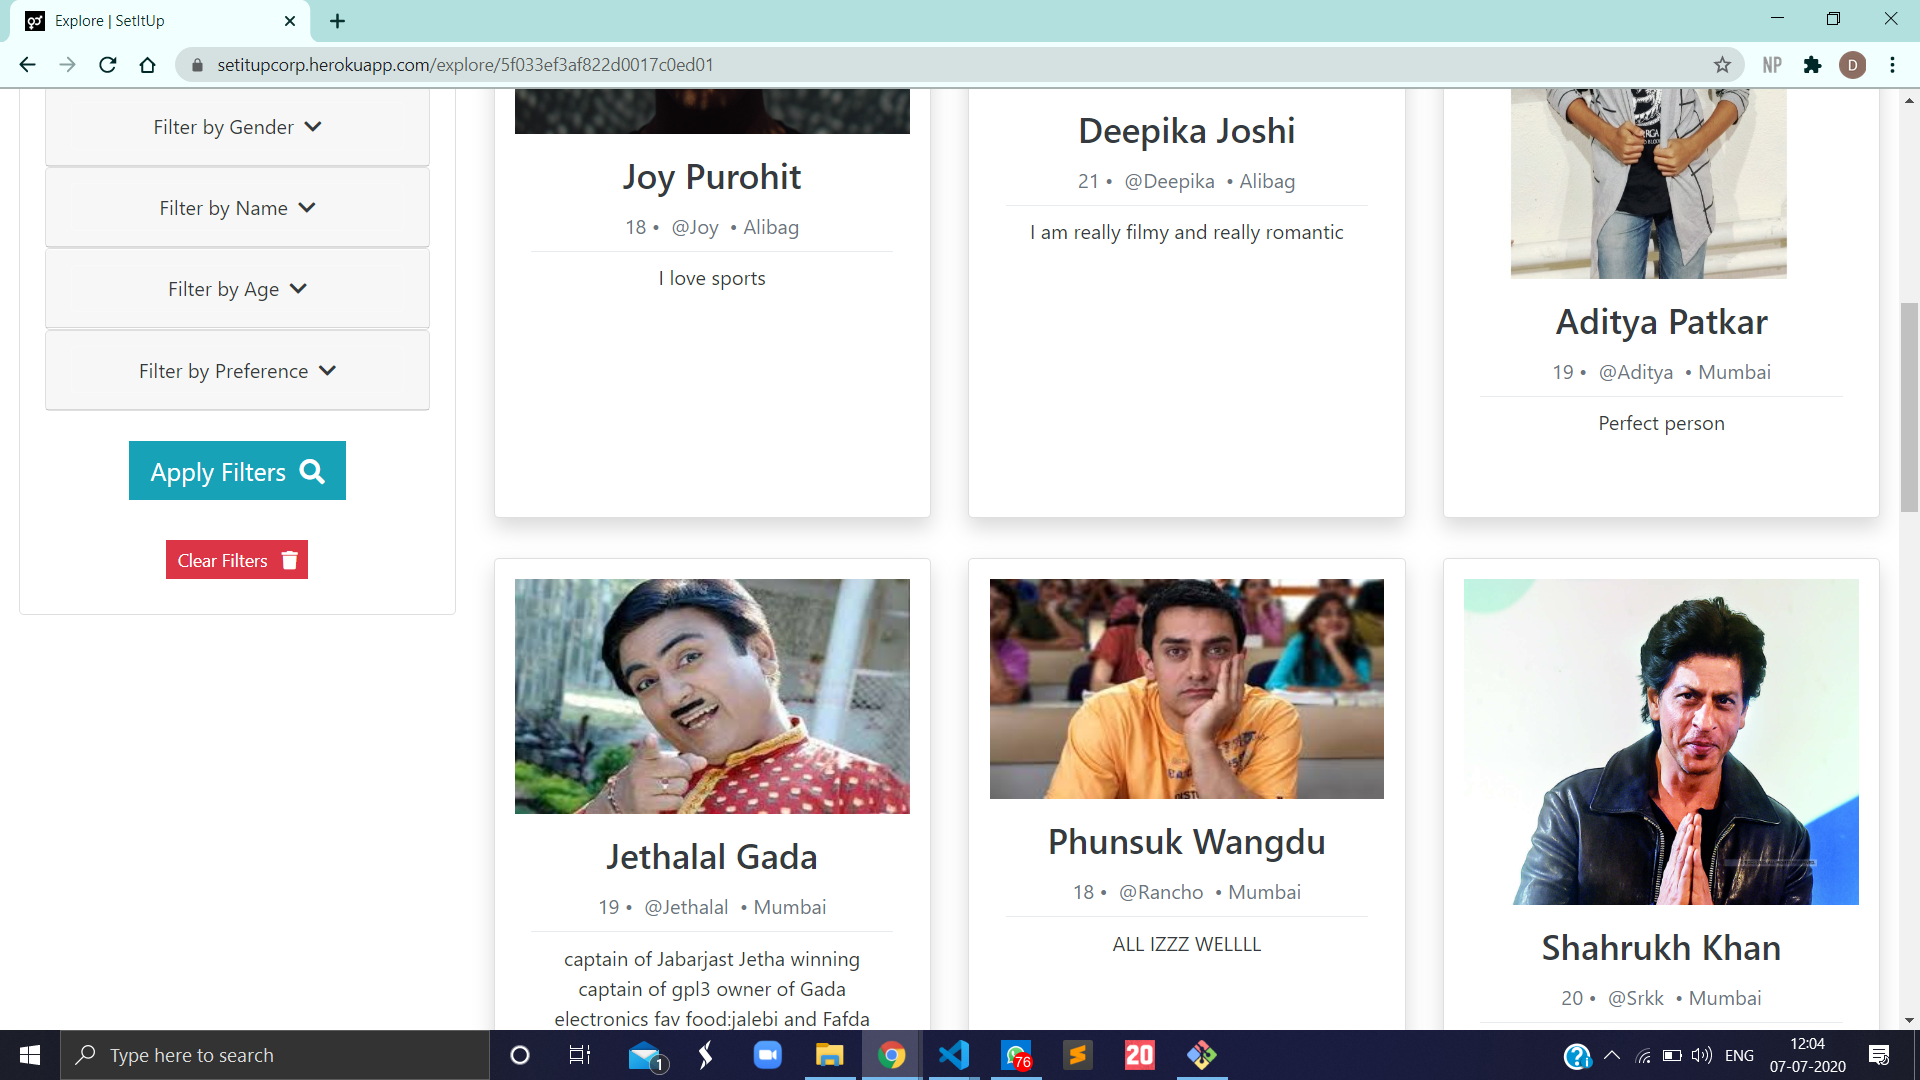 Explore | SetItUp
setitupcorp.herokuapp.com/explore/5f033ef3af822d0017c0ed01
NP
D
Filter by Gender
Filter by Name
Filter by Age
Filter by Preference
Apply Filters
Clear Filters
Joy Purohit
18 • @Joy • Alibag
I love sports
Deepika Joshi
21 • @Deepika • Alibag
I am really filmy and really romantic
Aditya Patkar
19 • @Aditya • Mumbai
Perfect person
Jethalal Gada
19 • @Jethalal • Mumbai
captain of Jabarjast Jetha winning
captain of gpl3 owner of Gada
electronics fav food:jalebi and Fafda
Phunsuk Wangdu
18 • @Rancho • Mumbai
ALL IZZZ WELLLL
Shahrukh Khan
20 • @Srkk • Mumbai
Type here to search
1
76
20
ENG
12:04
07-07-2020